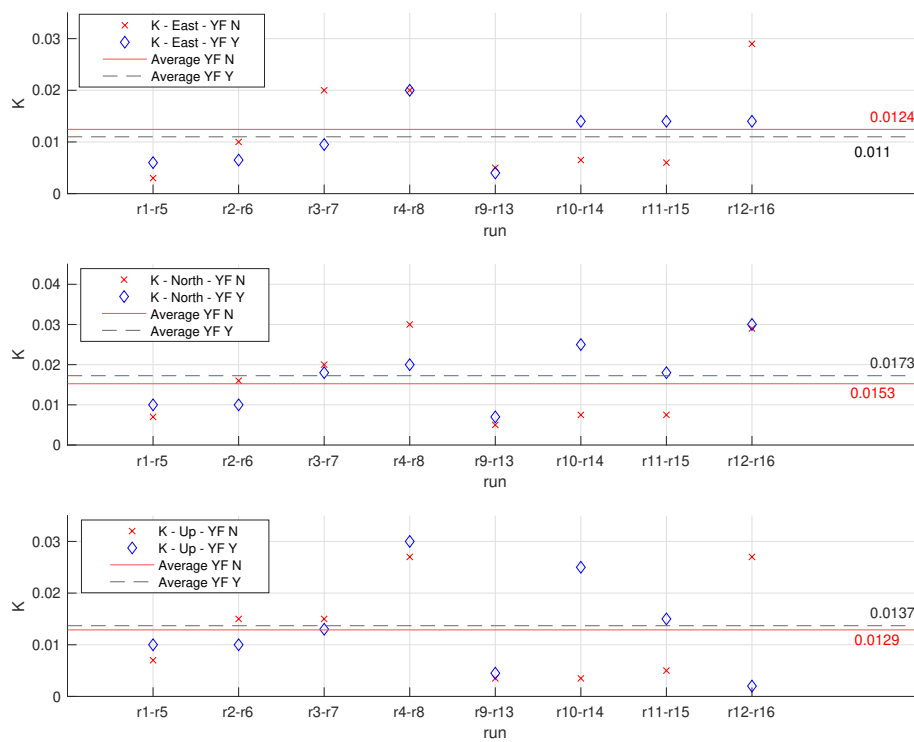 K - East - YF N
K - East - YF Y
Average YF N
Average YF Y
0.03
0.02
0.01
0
K
0.0124
0.011
r1-r5 r2-r6 r3-r7 r4-r8 r9-r13 r10-r14 r11-r15 r12-r16
run
K - North - YF N
K - North - YF Y
Average YF N
Average YF Y
0.04
0.03
0.02
0.01
0
K
0.0173
0.0153
r1-r5 r2-r6 r3-r7 r4-r8 r9-r13 r10-r14 r11-r15 r12-r16
run
K - Up - YF N
K - Up - YF Y
Average YF N
Average YF Y
0.03
0.02
0.01
0
K
0.0137
0.0129
r1-r5 r2-r6 r3-r7 r4-r8 r9-r13 r10-r14 r11-r15 r12-r16
run